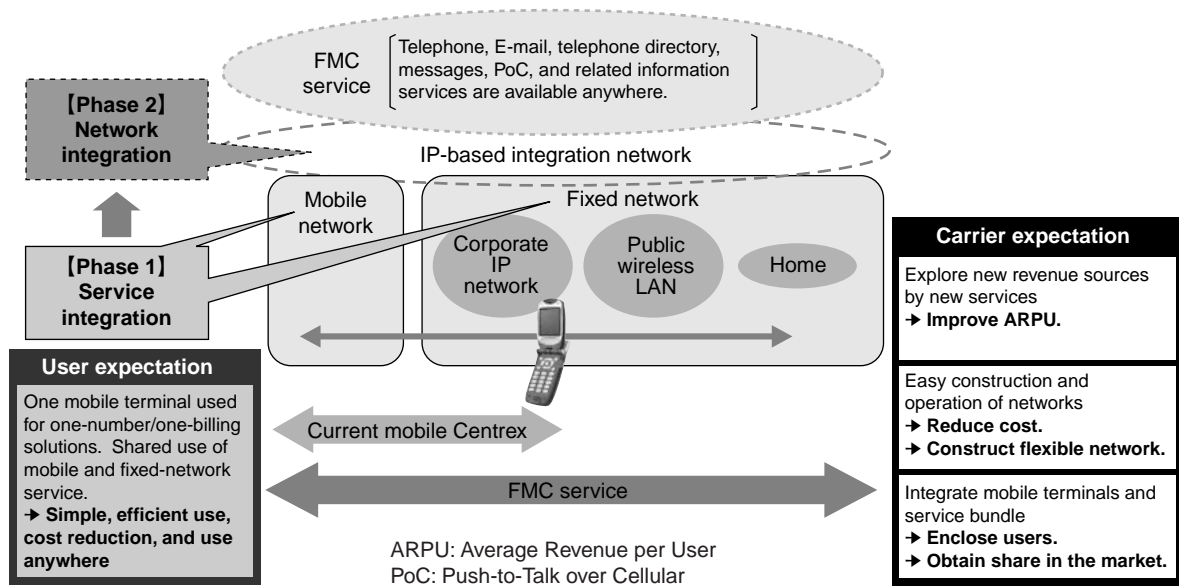 FMC
service
Telephone, E-mail, telephone directory,
messages, PoC, and related information
services are available anywhere.
【Phase 2】
Network
integration
IP-based integration network
Mobile
network
Fixed network
Corporate
IP
network
Public
wireless
LAN
Home
【Phase 1】
Service
integration
User expectation
One mobile terminal used
for one-number/one-billing
solutions.  Shared use of
mobile and fixed-network
service.
→ Simple, efficient use,
cost reduction, and use
anywhere
Current mobile Centrex
FMC service
Carrier expectation
Explore new revenue sources
by new services
→ Improve ARPU.
Easy construction and
operation of networks
→ Reduce cost.
→ Construct flexible network.
Integrate mobile terminals and
service bundle
→ Enclose users.
→ Obtain share in the market.
ARPU: Average Revenue per User
PoC: Push-to-Talk over Cellular